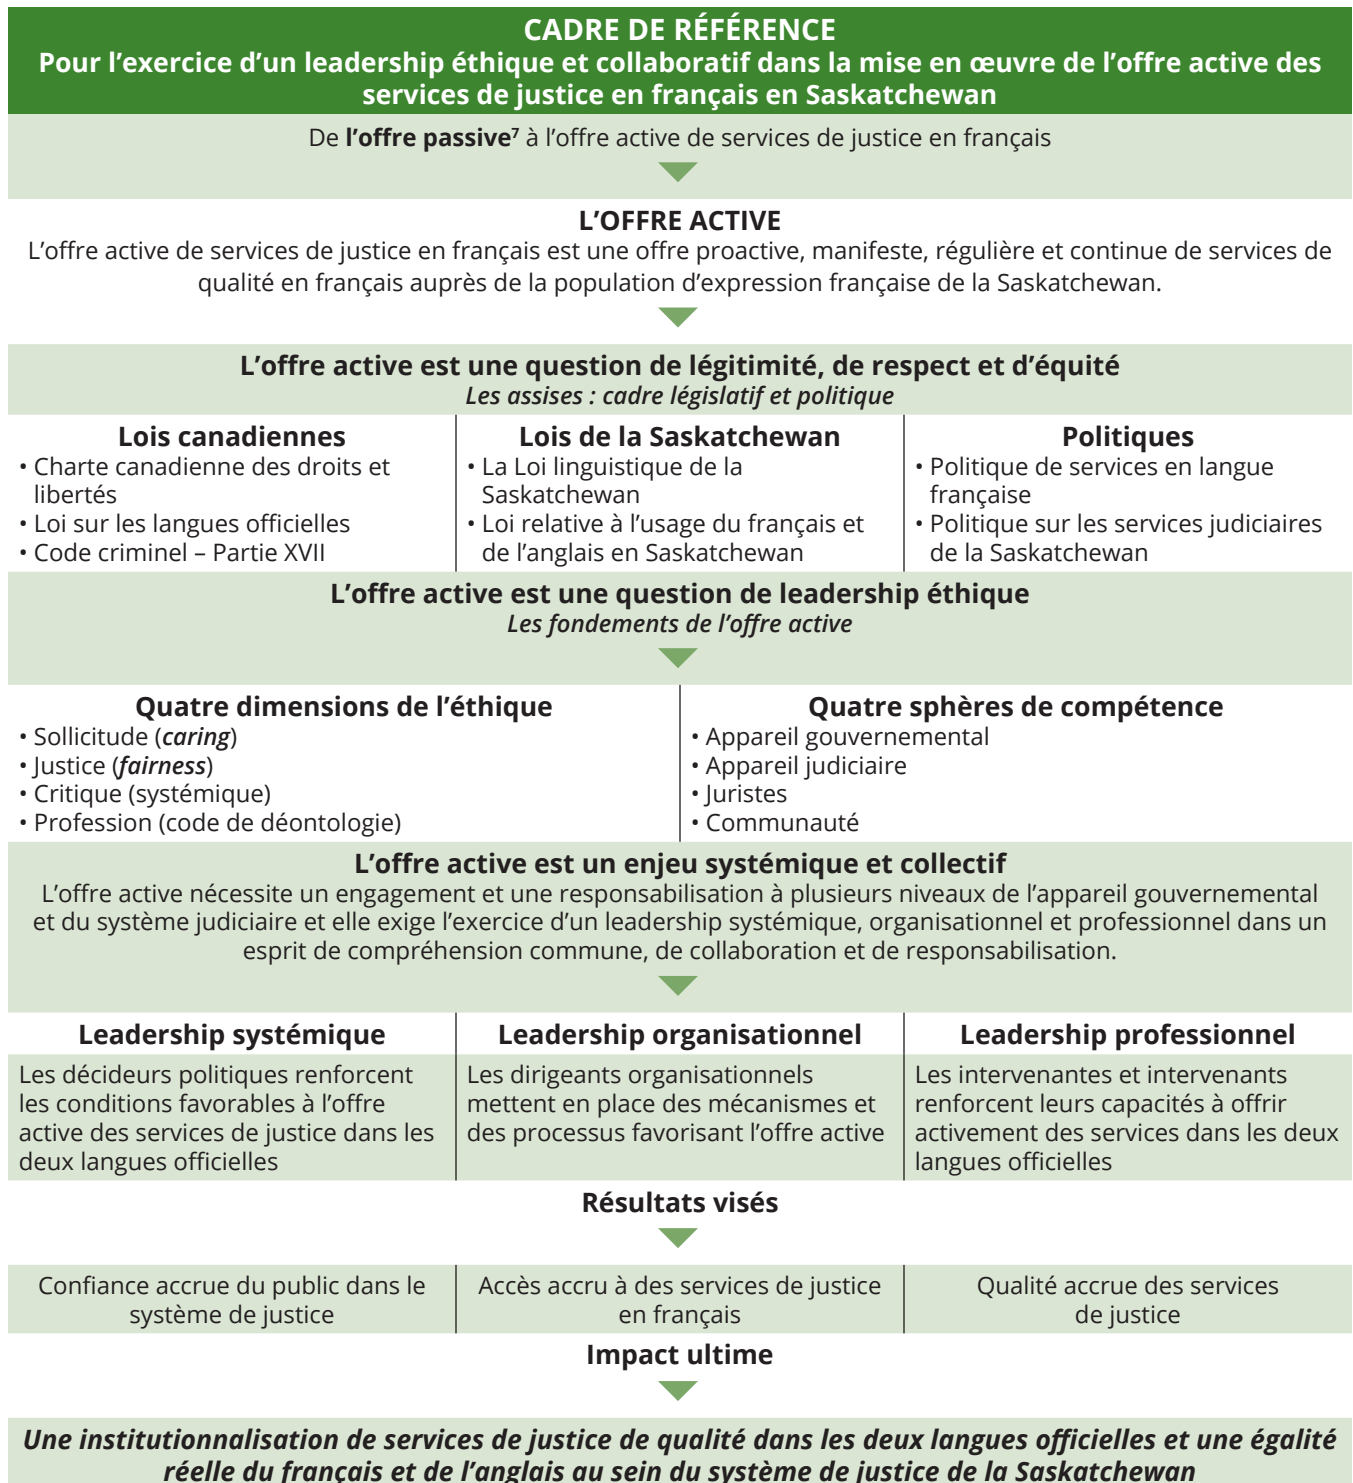 CADRE DE RÉFÉRENCE
Pour l’exercice d’un leadership éthique et collaboratif dans la mise en œuvre de l’offre active des
services de justice en français en Saskatchewan
De l’offre passive⁷ à l’offre active de services de justice en français
L’OFFRE ACTIVE
L’offre active de services de justice en français est une offre proactive, manifeste, régulière et continue de services de
qualité en français auprès de la population d’expression française de la Saskatchewan.
L’offre active est une question de légitimité, de respect et d’équité
Les assises : cadre législatif et politique
Lois canadiennes
• Charte canadienne des droits et
libertés
• Loi sur les langues officielles
• Code criminel – Partie XVII
Lois de la Saskatchewan
• La Loi linguistique de la
Saskatchewan
• Loi relative à l’usage du français et
de l’anglais en Saskatchewan
Politiques
• Politique de services en langue
française
• Politique sur les services judiciaires
de la Saskatchewan
L’offre active est une question de leadership éthique
Les fondements de l’offre active
Quatre dimensions de l’éthique
• Sollicitude (caring)
• Justice (fairness)
• Critique (systémique)
• Profession (code de déontologie)
Quatre sphères de compétence
• Appareil gouvernemental
• Appareil judiciaire
• Juristes
• Communauté
L’offre active est un enjeu systémique et collectif
L’offre active nécessite un engagement et une responsabilisation à plusieurs niveaux de l’appareil gouvernemental
et du système judiciaire et elle exige l’exercice d’un leadership systémique, organisationnel et professionnel dans un
esprit de compréhension commune, de collaboration et de responsabilisation.
Leadership systémique
Les décideurs politiques renforcent
les conditions favorables à l’offre
active des services de justice dans les
deux langues officielles
Leadership organisationnel
Les dirigeants organisationnels
mettent en place des mécanismes et
des processus favorisant l’offre active
Leadership professionnel
Les intervenantes et intervenants
renforcent leurs capacités à offrir
activement des services dans les deux
langues officielles
Résultats visés
Confiance accrue du public dans le
système de justice
Accès accru à des services de justice
en français
Qualité accrue des services
de justice
Impact ultime
Une institutionnalisation de services de justice de qualité dans les deux langues officielles et une égalité
réelle du français et de l’anglais au sein du système de justice de la Saskatchewan